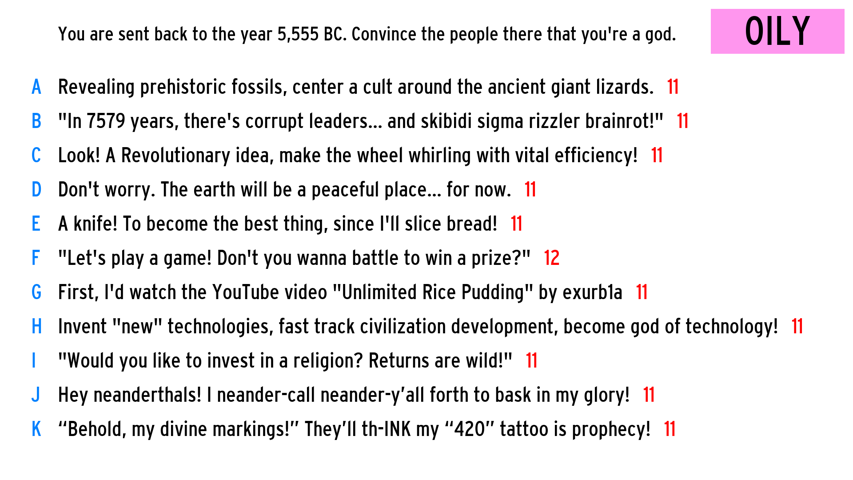 You are sent back to the year 5,555 BC. Convince the people there that you're a god.
OILY
A Revealing prehistoric fossils, center a cult around the ancient giant lizards. 11
B "In 7579 years, there's corrupt leaders... and skibidi sigma rizzler brainrot!" 11
C Look! A Revolutionary idea, make the wheel whirling with vital efficiency! 11
D Don't worry. The earth will be a peaceful place... for now. 11
E A knife! To become the best thing, since I'll slice bread! 11
F "Let's play a game! Don't you wanna battle to win a prize?" 12
G First, I'd watch the YouTube video "Unlimited Rice Pudding" by exurb1a 11
H Invent "new" technologies, fast track civilization development, become god of technology! 11
I "Would you like to invest in a religion? Returns are wild!" 11
J Hey neanderthals! I neander-call neander-y’all forth to bask in my glory! 11
K “Behold, my divine markings!” They’ll th-INK my “420” tattoo is prophecy! 11